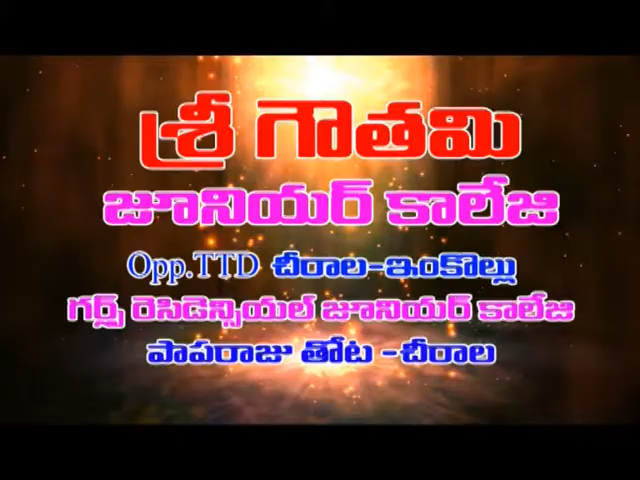 శ్రీ గౌతమి
జూనియర్ కాలేజి
Opp.TTD చీరాల-ఇంకొల్లు
గర్ల్స్ రెసిడెన్సియల్ జూనియర్ కాలేజి
పాపరాజు తోట -చీరాల